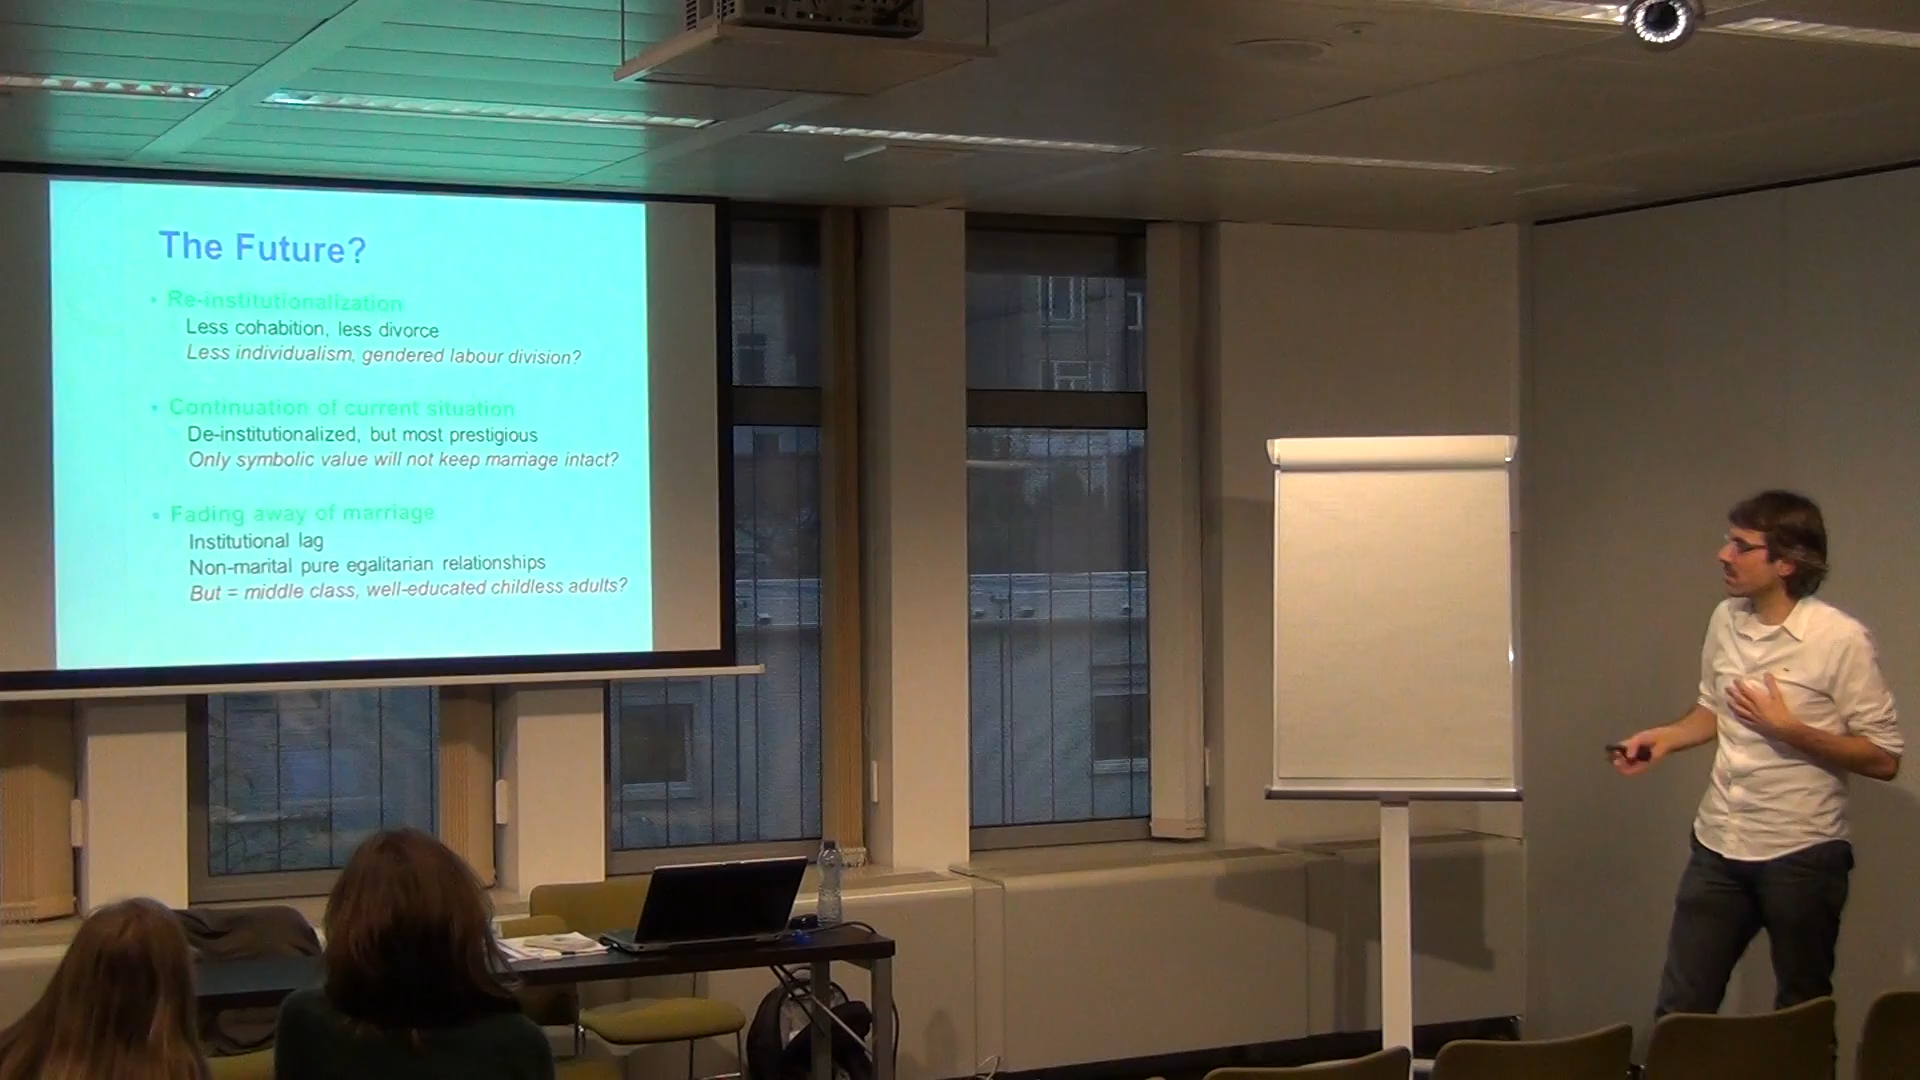 The Future?
• Re-institutionalization
Less cohabition, less divorce
Less individualism, gendered labour division?
• Continuation of current situation
De-institutionalized, but most prestigious
Only symbolic value will not keep marriage intact?
• Fading away of marriage
Institutional lag
Non-marital pure egalitarian relationships
But = middle class, well-educated childless adults?